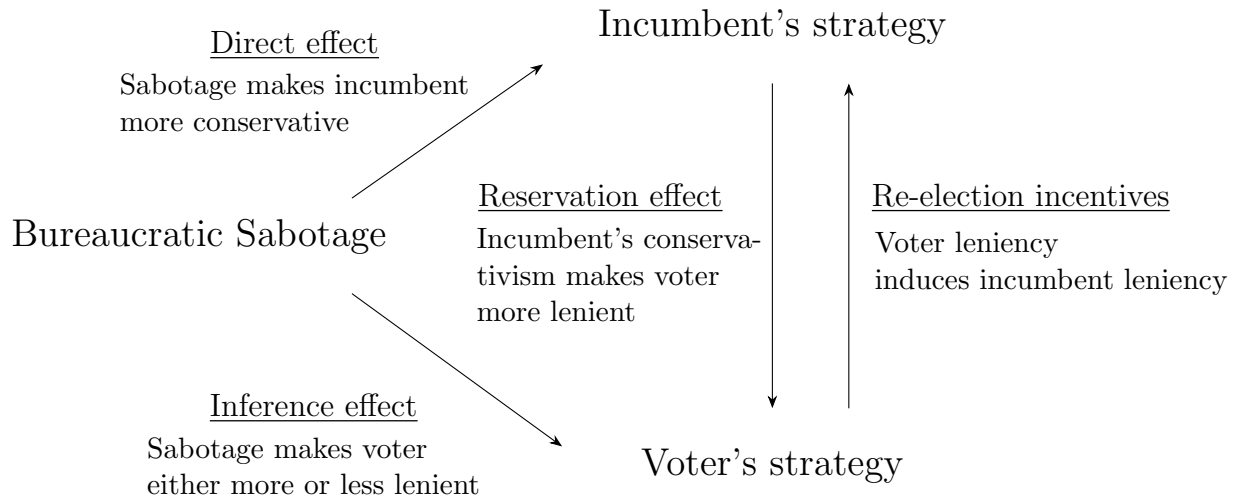 Incumbent's strategy
Direct effect
Sabotage makes incumbent
more conservative
Bureaucratic Sabotage
Reservation effect
Incumbent's conserva-
tivism makes voter
more lenient
Re-election incentives
Voter leniency
induces incumbent leniency
Inference effect
Sabotage makes voter
either more or less lenient
Voter's strategy